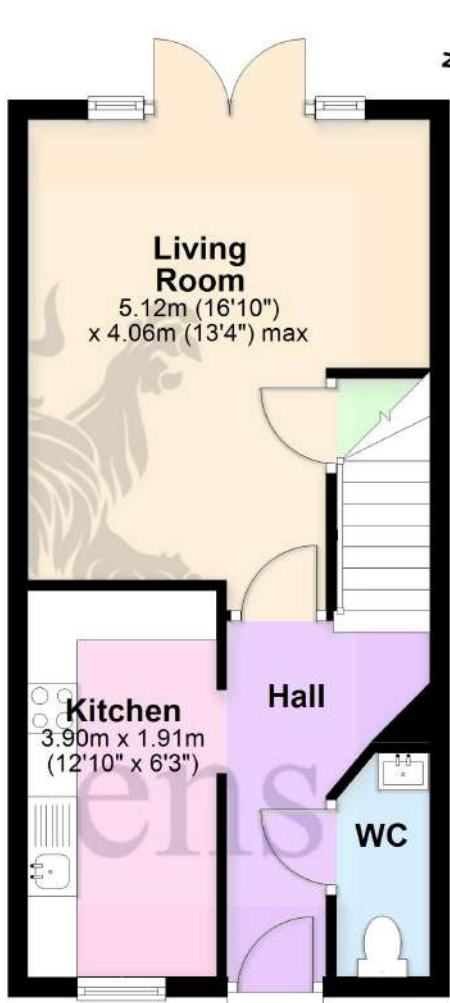 Living
Room
5.12m (16'10")
x 4.06m (13'4") max
Kitchen
3.90m x 1.91m
(12'10" x 6'3")
Hall
WC
ens